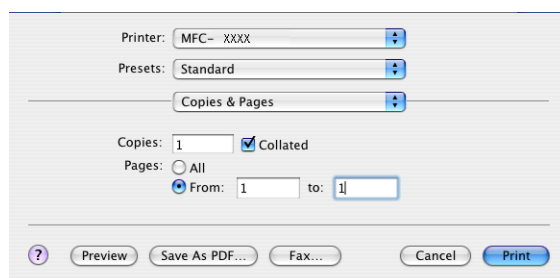 Printer: MFC- XXXX
Presets: Standard
Copies & Pages
Copies: 1 Collated
Pages: All
From: 1 to: 1
? Preview Save As PDF... Fax... Cancel Print